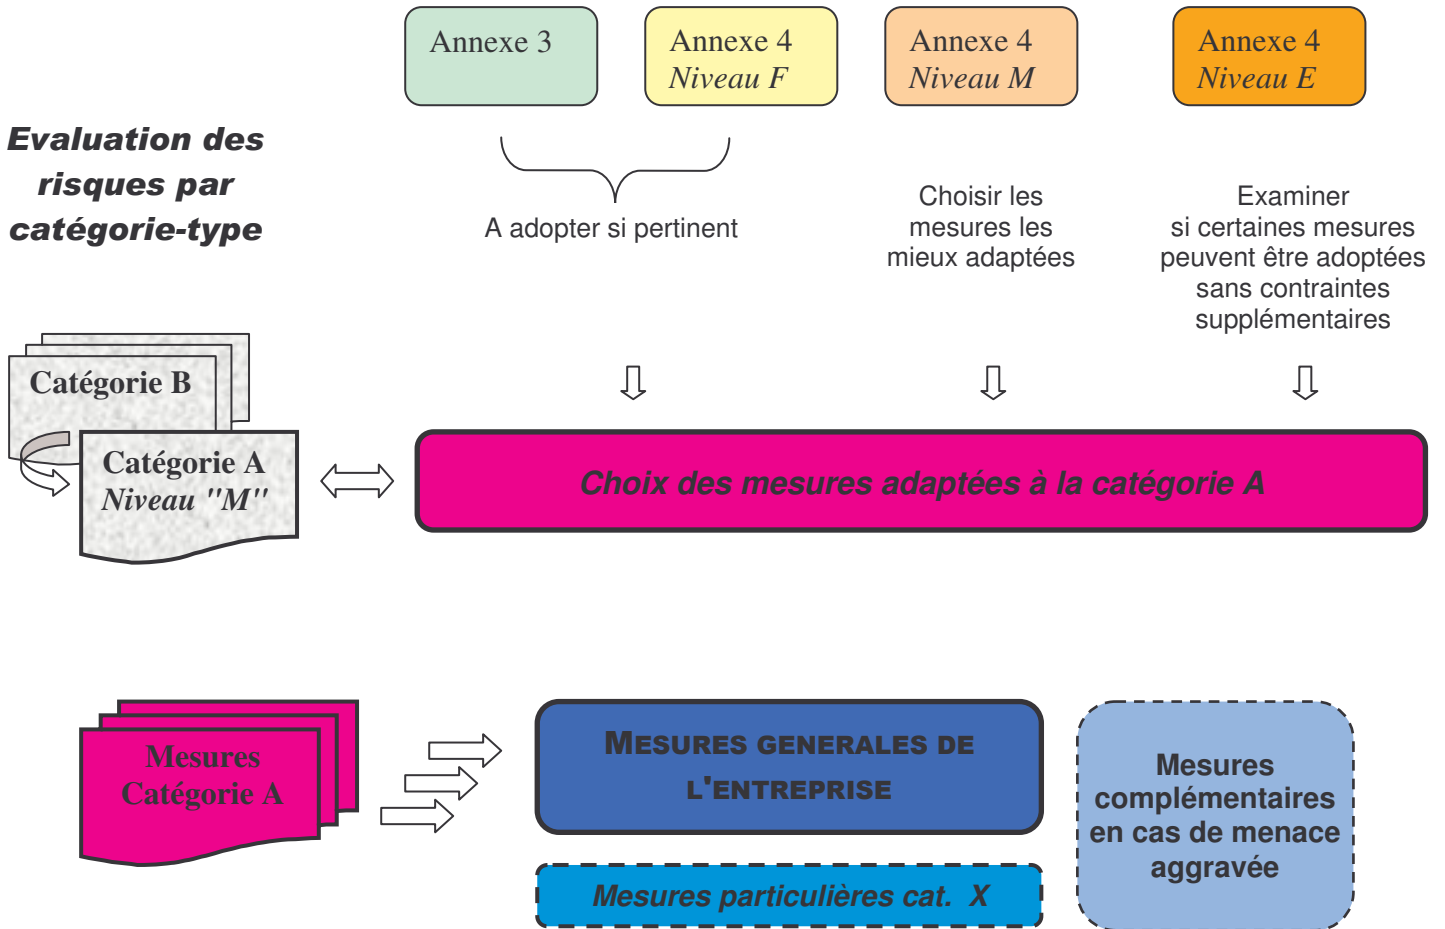 Annexe 3
Annexe 4
Niveau F
Annexe 4
Niveau M
Annexe 4
Niveau E
Evaluation des
risques par
catégorie-type
A adopter si pertinent
Choisir les
mesures les
mieux adaptées
Examiner
si certaines mesures
peuvent être adoptées
sans contraintes
supplémentaires
Catégorie B
Catégorie A
Niveau "M"
Choix des mesures adaptées à la catégorie A
Mesures
Catégorie A
MESURES GENERALES DE
L'ENTREPRISE
Mesures particulières cat. X
Mesures
complémentaires
en cas de menace
aggravée